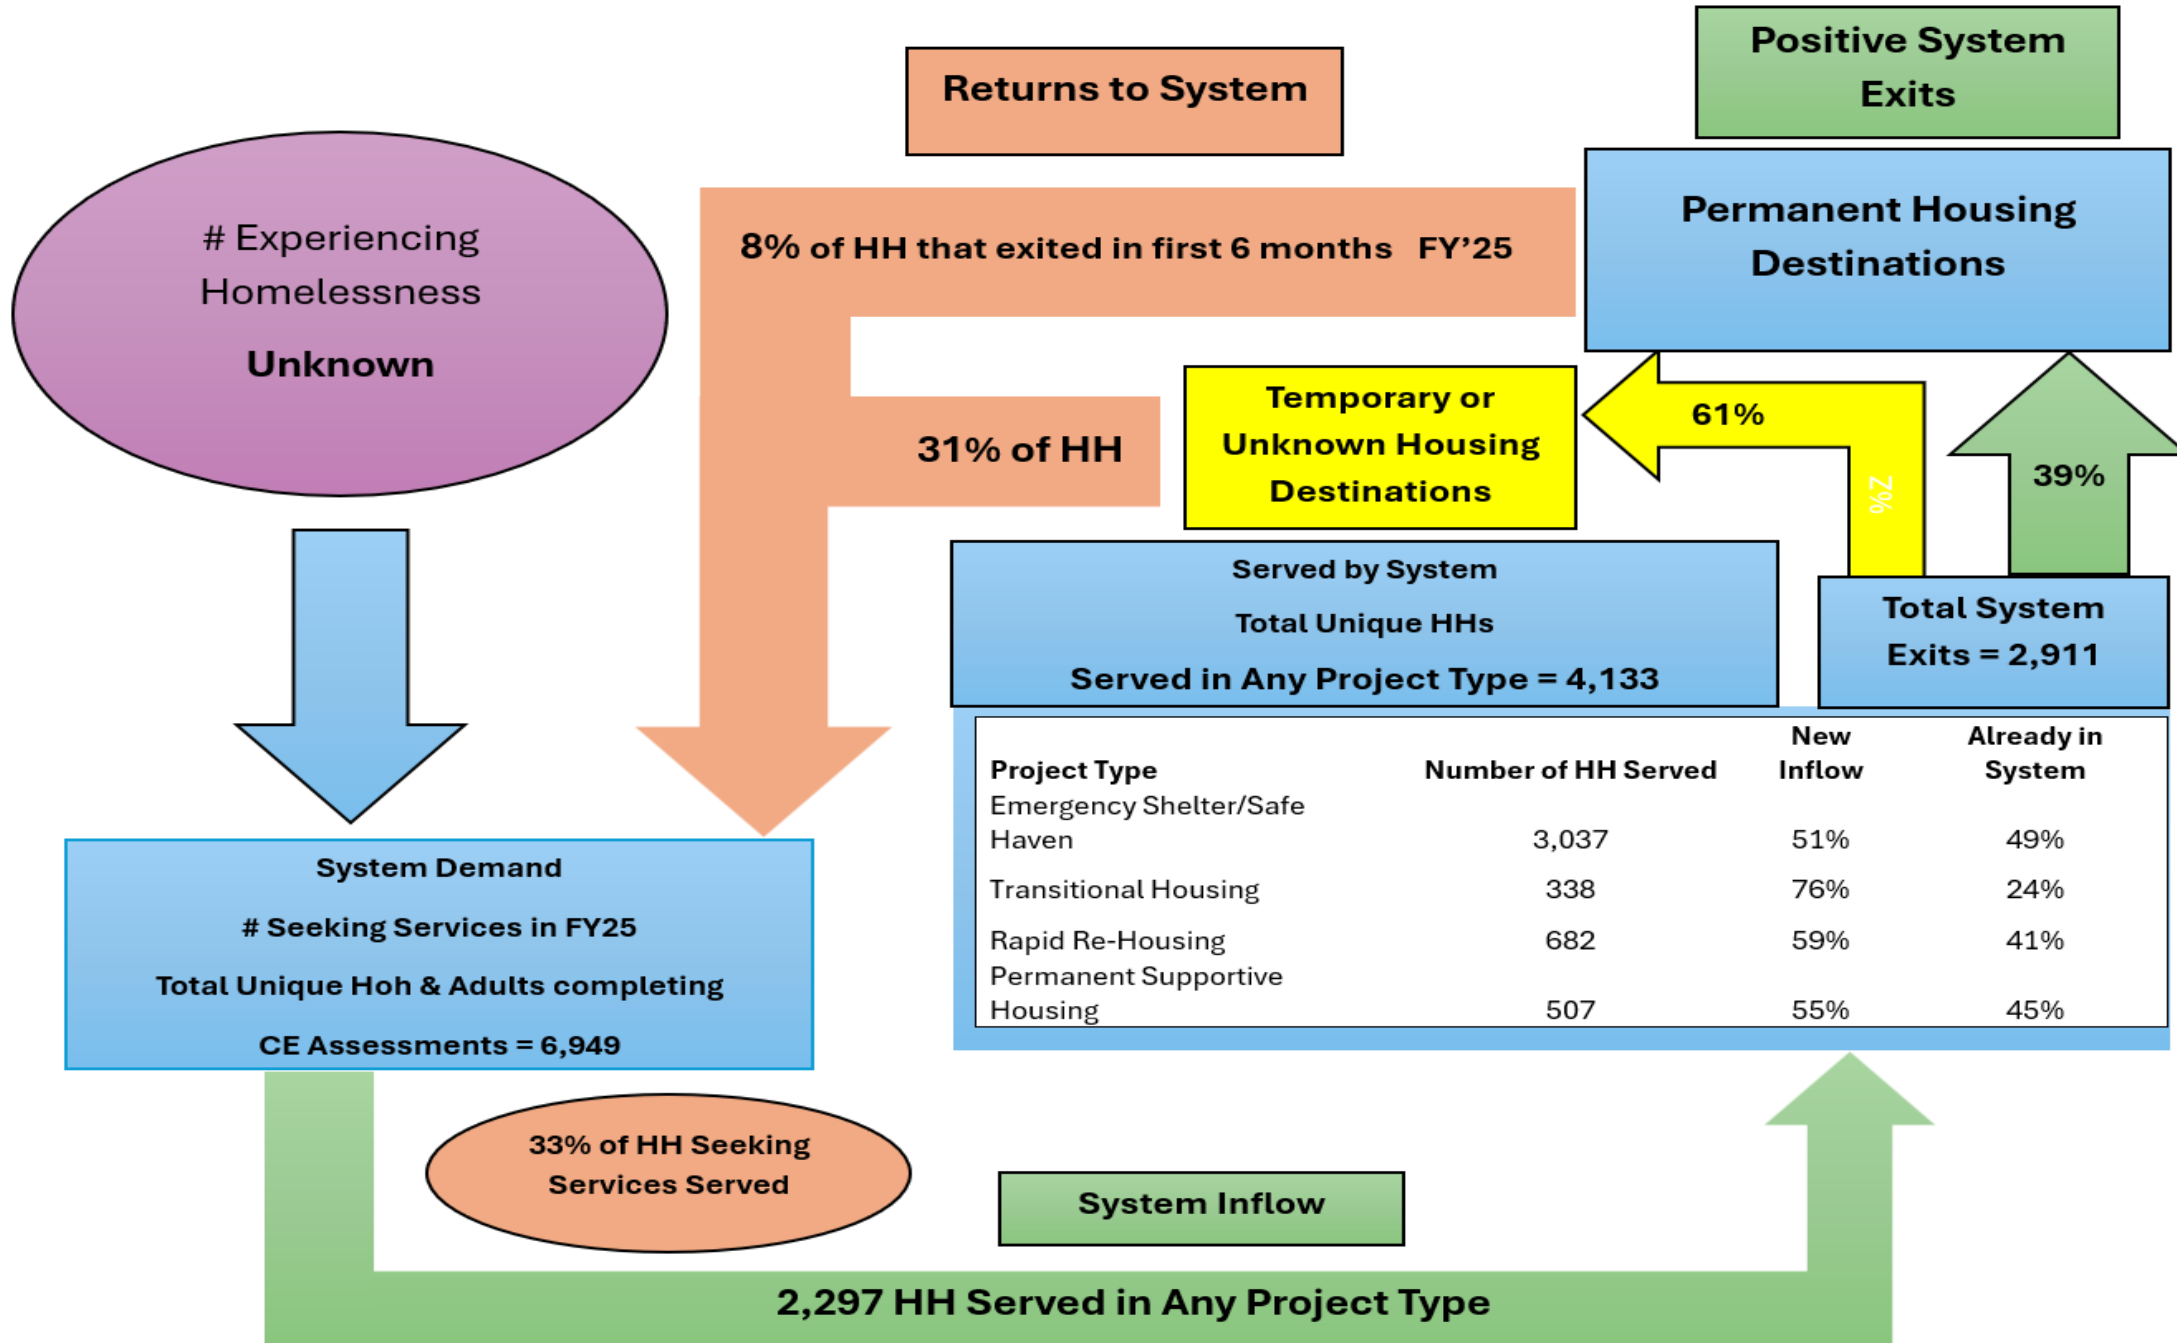 Positive System
Exits
Returns to System
# Experiencing
Homelessness
Unknown
8% of HH that exited in first 6 months FY’25
Permanent Housing
Destinations
31% of HH
Temporary or
Unknown Housing
Destinations
61%
Z%
39%
Served by System
Total Unique HHs
Served in Any Project Type = 4,133
Total System
Exits = 2,911
Project Type Number of HH Served New Inflow Already in System
Emergency Shelter/Safe
Haven 3,037 51% 49%
Transitional Housing 338 76% 24%
Rapid Re-Housing 682 59% 41%
Permanent Supportive
Housing 507 55% 45%
System Demand
# Seeking Services in FY25
Total Unique Hoh & Adults completing
CE Assessments = 6,949
33% of HH Seeking
Services Served
System Inflow
2,297 HH Served in Any Project Type